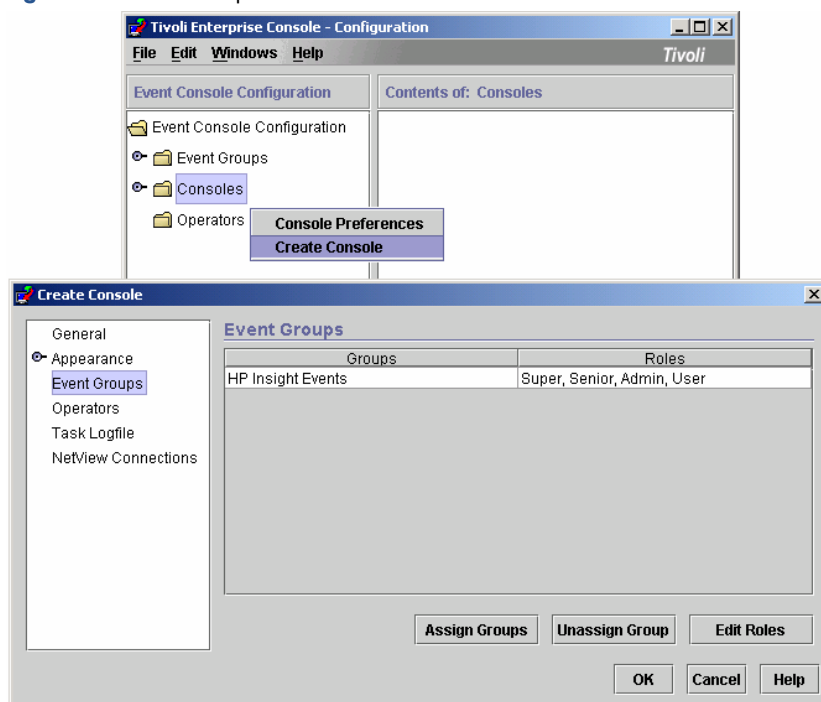 Tivoli Enterprise Console - Configuration
File Edit Windows Help
Tivoli
Event Console Configuration
Contents of: Consoles
Event Console Configuration
Event Groups
Consoles
Operators
Console Preferences
Create Console
Create Console
General
Appearance
Event Groups
Operators
Task Logfile
NetView Connections
Event Groups
Groups Roles
HP Insight Events Super, Senior, Admin, User
Assign Groups Unassign Group Edit Roles
OK Cancel Help